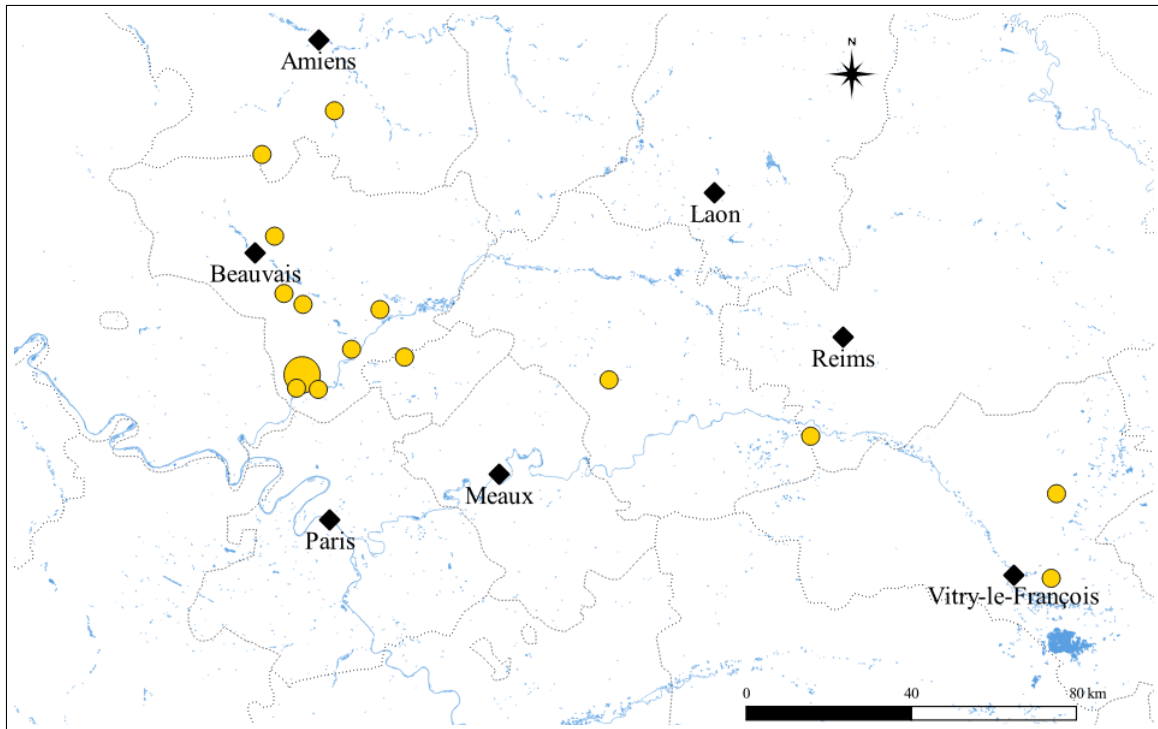 N
Amiens
Laon
Beauvais
Reims
Meaux
Paris
Vitry-le-François
0 40 80 km